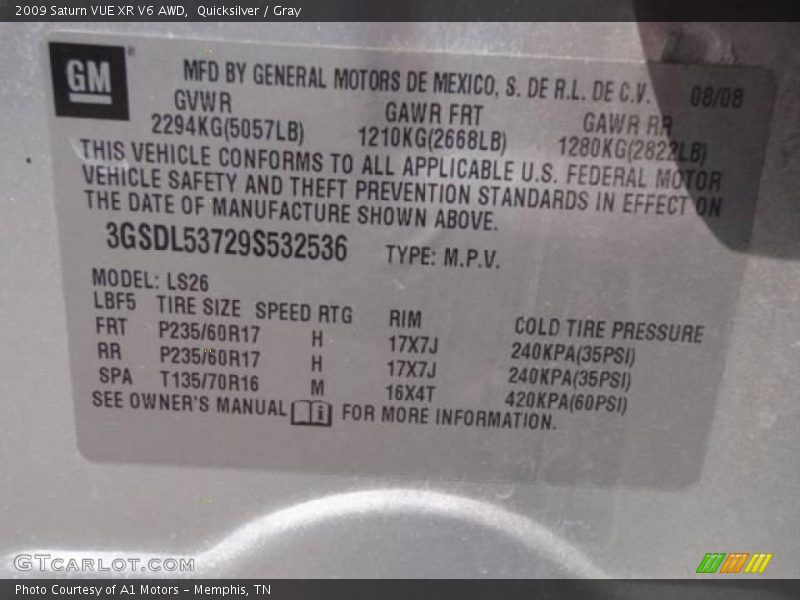 2009 Saturn VUE XR V6 AWD,  Quicksilver / Gray
GM ®
MFD BY GENERAL MOTORS DE MEXICO, S. DE R.L. DE C.V. 08/08
GVWR GAWR FRT GAWR RR
2294KG(5057LB) 1210KG(2668LB) 1280KG(2822LB)
THIS VEHICLE CONFORMS TO ALL APPLICABLE U.S. FEDERAL MOTOR
VEHICLE SAFETY AND THEFT PREVENTION STANDARDS IN EFFECT ON
THE DATE OF MANUFACTURE SHOWN ABOVE.
3GSDL53729S532536 TYPE: M.P.V.
MODEL: LS26
LBF5 TIRE SIZE SPEED RTG RIM COLD TIRE PRESSURE
FRT P235/60R17 H 17X7J 240KPA(35PSI)
RR P235/60R17 H 17X7J 240KPA(35PSI)
SPA T135/70R16 M 16X4T 420KPA(60PSI)
SEE OWNER'S MANUAL i FOR MORE INFORMATION.
GTCARLOT.COM
Photo Courtesy of A1 Motors - Memphis, TN